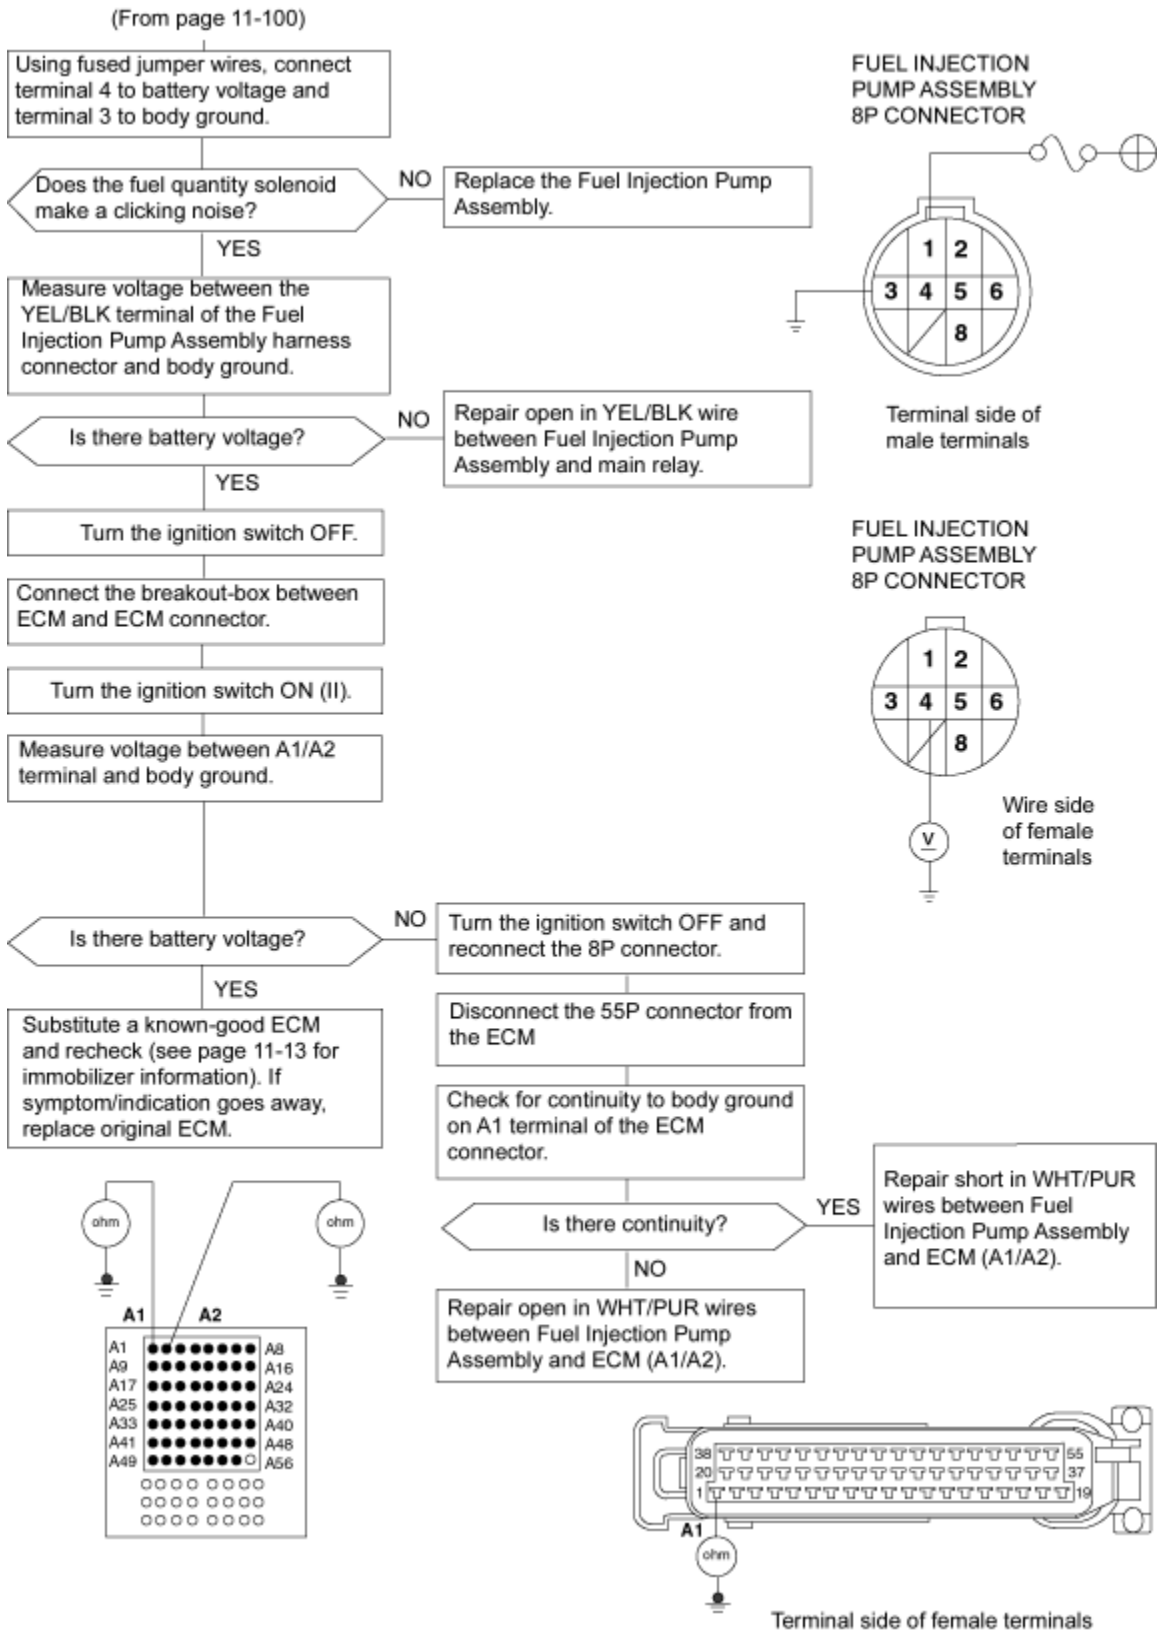 (From page 11-100)
Using fused jumper wires, connect
terminal 4 to battery voltage and
terminal 3 to body ground.
Does the fuel quantity solenoid
make a clicking noise?
NO
Replace the Fuel Injection Pump
Assembly.
YES
Measure voltage between the
YEL/BLK terminal of the Fuel
Injection Pump Assembly harness
connector and body ground.
Is there battery voltage?
NO
Repair open in YEL/BLK wire
between Fuel Injection Pump
Assembly and main relay.
YES
Turn the ignition switch OFF.
Connect the breakout-box between
ECM and ECM connector.
Turn the ignition switch ON (II).
Measure voltage between A1/A2
terminal and body ground.
Is there battery voltage?
NO
Turn the ignition switch OFF and
reconnect the 8P connector.
YES
Substitute a known-good ECM
and recheck (see page 11-13 for
immobilizer information). If
symptom/indication goes away,
replace original ECM.
Disconnect the 55P connector from
the ECM
Check for continuity to body ground
on A1 terminal of the ECM
connector.
Is there continuity?
YES
Repair short in WHT/PUR
wires between Fuel
Injection Pump Assembly
and ECM (A1/A2).
NO
Repair open in WHT/PUR wires
between Fuel Injection Pump
Assembly and ECM (A1/A2).
FUEL INJECTION
PUMP ASSEMBLY
8P CONNECTOR
1 2
3 4 5 6
8
Terminal side of
male terminals
FUEL INJECTION
PUMP ASSEMBLY
8P CONNECTOR
1 2
3 4 5 6
8
V
Wire side
of female
terminals
ohm ohm
A1 A2
A1 A8
A9 A16
A17 A24
A25 A32
A33 A40
A41 A48
A49 A56
38 55
20 37
1 19
A1
ohm
Terminal side of female terminals